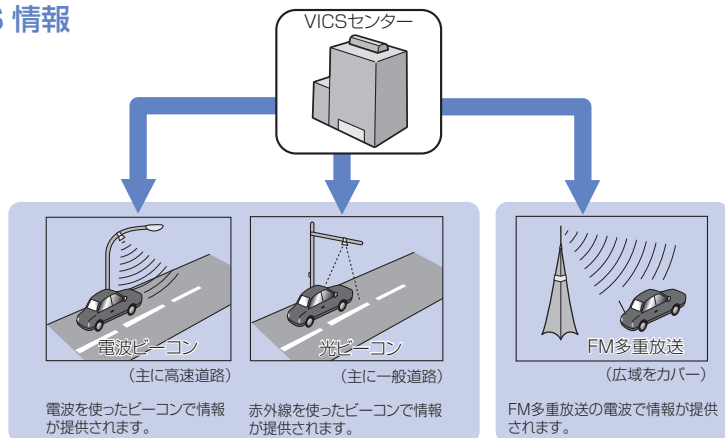 情報
VICSセンター
電波ビーコン
(主に高速道路)
電波を使ったビーコンで情報
が提供されます。
光ビーコン
(主に一般道路)
赤外線を使ったビーコンで情報
が提供されます。
FM多重放送
(広域をカバー)
FM多重放送の電波で情報が提供
されます。